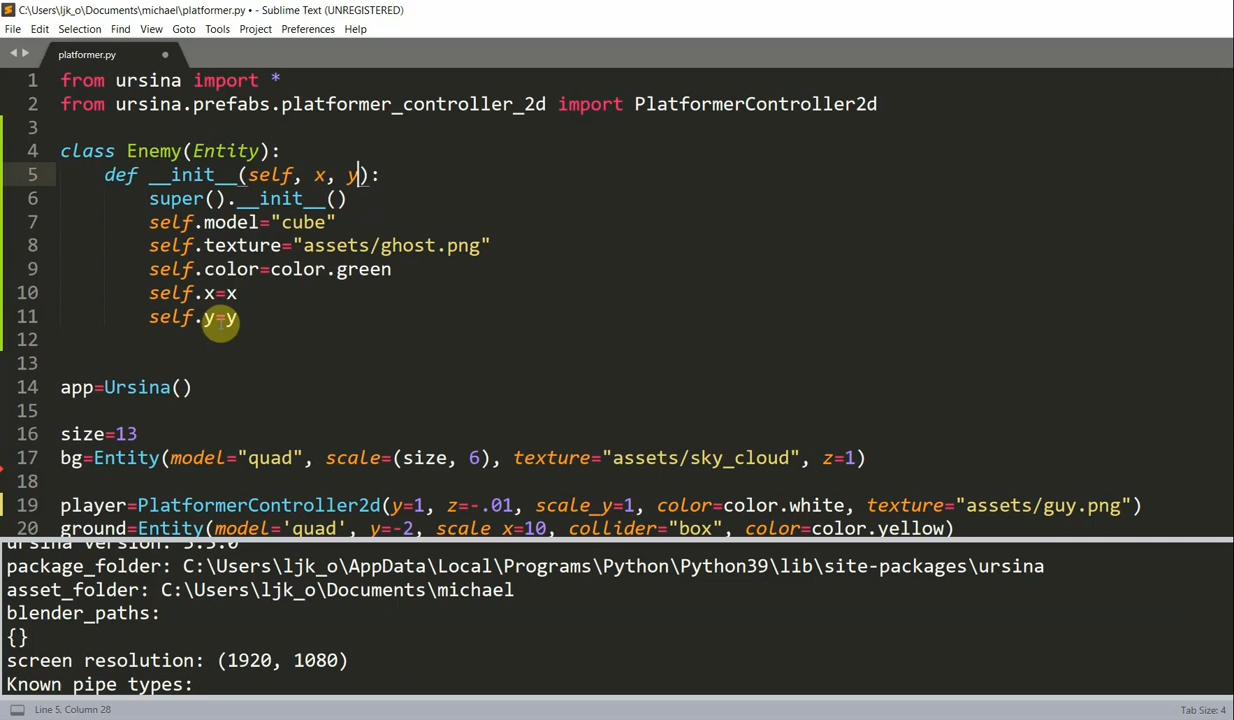 C:\Users\ljk_o\Documents\michael\platformer.py • - Sublime Text (UNREGISTERED)
File Edit Selection Find View Goto Tools Project Preferences Help
platformer.py
1 from ursina import *
2 from ursina.prefabs.platformer_controller_2d import PlatformerController2d
3
4 class Enemy(Entity):
5 def __init__(self, x, y):
6 super().__init__()
7 self.model="cube"
8 self.texture="assets/ghost.png"
9 self.color=color.green
10 self.x=x
11 self.y=y
12
13
14 app=Ursina()
15
16 size=13
17 bg=Entity(model="quad", scale=(size, 6), texture="assets/sky_cloud", z=1)
18
19 player=PlatformerController2d(y=1, z=-.01, scale_y=1, color=color.white, texture="assets/guy.png")
20 ground=Entity(model='quad', y=-2, scale_x=10, collider="box", color=color.yellow)
ursina version: 3.5.0
package_folder: C:\Users\ljk_o\AppData\Local\Programs\Python\Python39\lib\site-packages\ursina
asset_folder: C:\Users\ljk_o\Documents\michael
blender_paths:
{}
screen resolution: (1920, 1080)
Known pipe types:
Line 5, Column 28 Tab Size: 4